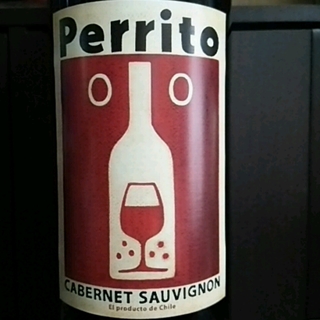 Perrito
CABERNET SAUVIGNON
El producto de Chile